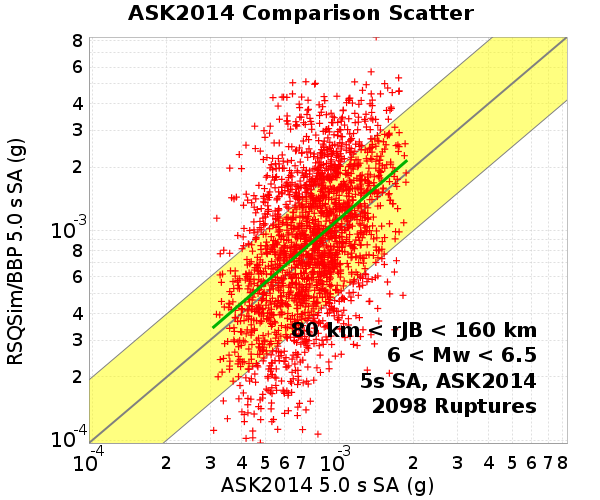 ASK2014 Comparison Scatter
RSQSim/BBP 5.0 s SA (g)
8
6
4
3
2
10-3
8
6
4
3
2
10-4
80 km < rJB < 160 km
6 < Mw < 6.5
5s SA, ASK2014
2098 Ruptures
10-4 2 3 4 5 6 7 10-3 2 3 4 5 6 7 8
ASK2014 5.0 s SA (g)